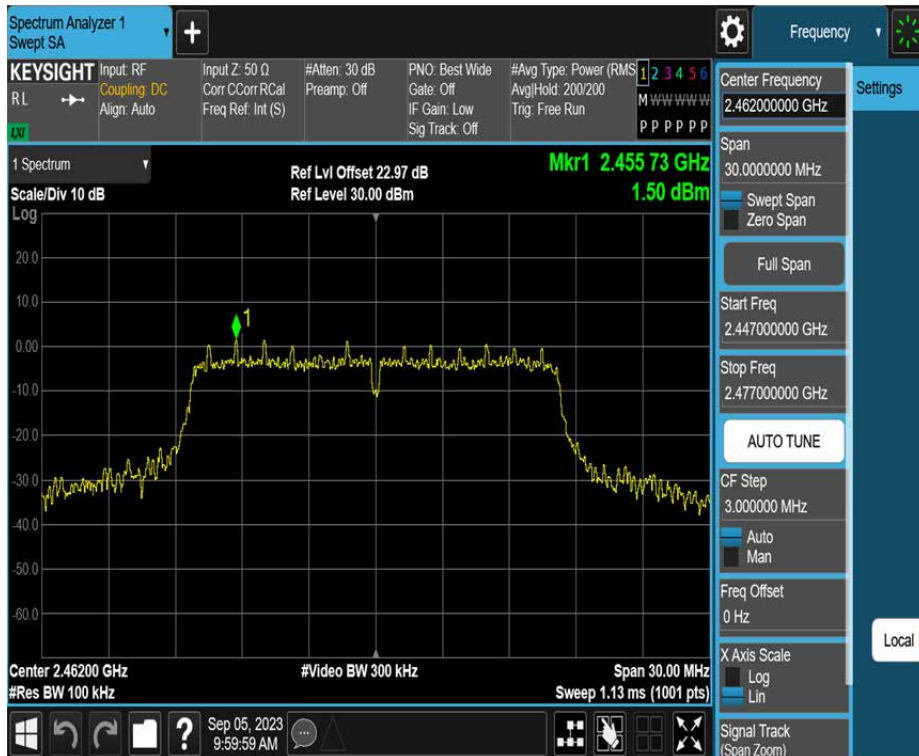 Spectrum Analyzer 1
Swept SA
Frequency
KEYSIGHT
R L
LXI
Input: RF
Coupling: DC
Align: Auto
Input Z: 50 Ω
Corr CCorr RCal
Freq Ref: Int (S)
#Atten: 30 dB
Preamp: Off
PNO: Best Wide
Gate: Off
IF Gain: Low
Sig Track: Off
#Avg Type: Power (RMS
Avg|Hold: 200/200
Trig: Free Run
1 2 3 4 5 6
M W W W W W
P P P P P P
1 Spectrum
Scale/Div 10 dB
Ref Lvl Offset 22.97 dB
Ref Level 30.00 dBm
Mkr1 2.455 73 GHz
1.50 dBm
Log
20.0
10.0
0.00
-10.0
-20.0
-30.0
-40.0
-50.0
-60.0
1
Center 2.46200 GHz
#Res BW 100 kHz
#Video BW 300 kHz
Span 30.00 MHz
Sweep 1.13 ms (1001 pts)
Center Frequency
2.462000000 GHz
Settings
Span
30.0000000 MHz
Swept Span
Zero Span
Full Span
Start Freq
2.447000000 GHz
Stop Freq
2.477000000 GHz
AUTO TUNE
CF Step
3.000000 MHz
Auto
Man
Freq Offset
0 Hz
X Axis Scale
Log
Lin
Local
Signal Track
(Span Zoom)
?
Sep 05, 2023
9:59:59 AM